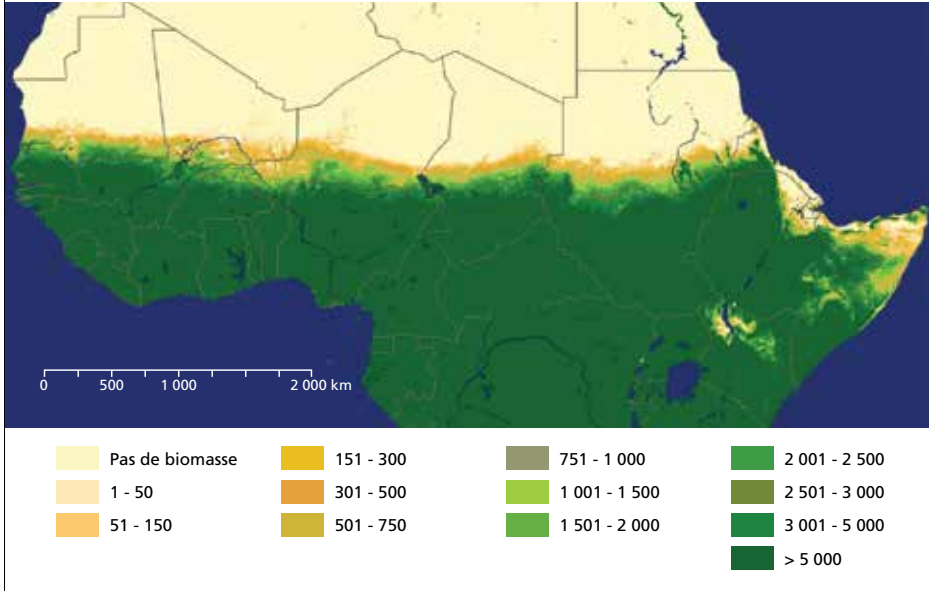 0 500 1 000 2 000 km
Pas de biomasse
1 - 50
51 - 150
151 - 300
301 - 500
501 - 750
751 - 1 000
1 001 - 1 500
1 501 - 2 000
2 001 - 2 500
2 501 - 3 000
3 001 - 5 000
> 5 000